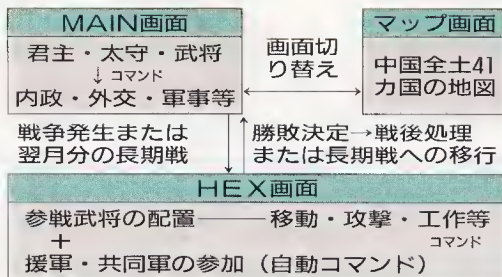 MAIN画面
君主・太守・武将
↓コマンド
内政・外交・軍事等
画面切
り替え
マップ画面
中国全土41
カ国の地図
戦争発生または
翌月分の長期戦
勝敗決定→戦後処理
または長期戦への移行
HEX画面
参戦武将の配置──移動・攻撃・工作等
コマンド
+
援軍・共同軍の参加(自動コマンド)